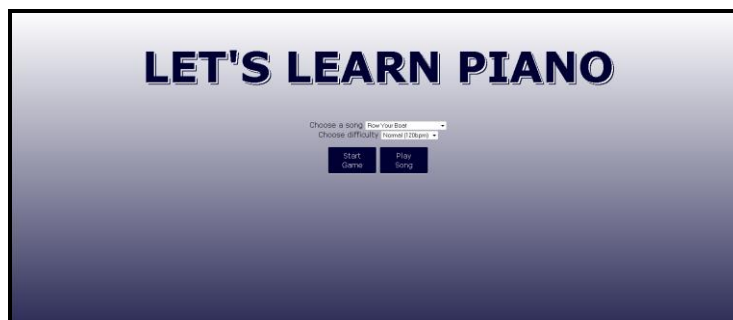 LET'S LEARN PIANO
Choose a song Row Your Boat
Choose difficulty Normal (120bpm)
Start Play
Game Song